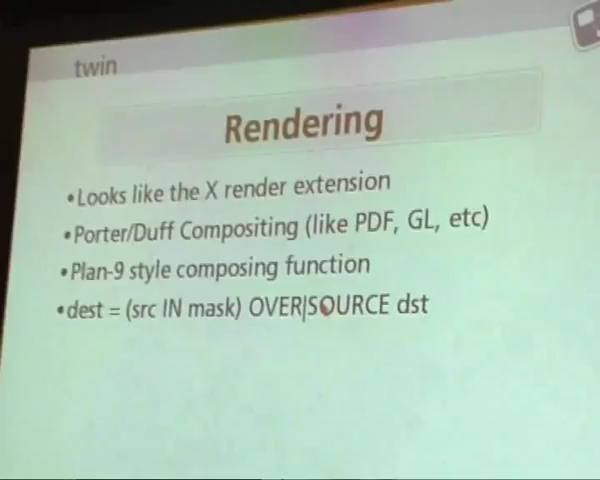 twin
Rendering
•Looks like the X render extension
•Porter/Duff Compositing (like PDF, GL, etc)
•Plan-9 style composing function
•dest = (src IN mask) OVER|SOURCE dst